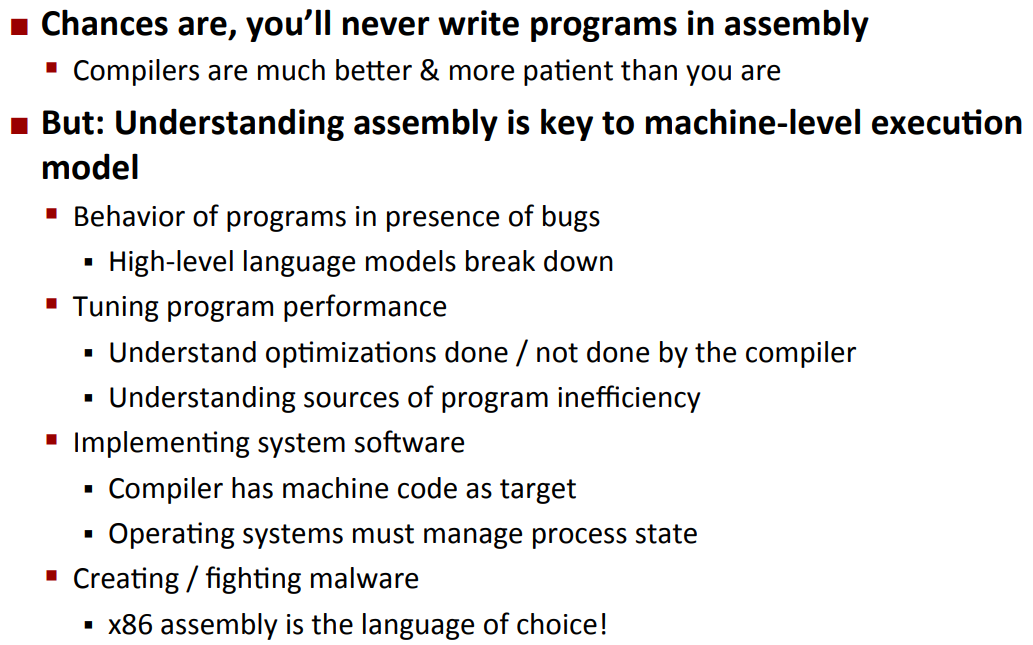 Chances are, you’ll never write programs in assembly
Compilers are much better & more patient than you are
But: Understanding assembly is key to machine-level execution
model
Behavior of programs in presence of bugs
High-level language models break down
Tuning program performance
Understand optimizations done / not done by the compiler
Understanding sources of program inefficiency
Implementing system software
Compiler has machine code as target
Operating systems must manage process state
Creating / fighting malware
x86 assembly is the language of choice!